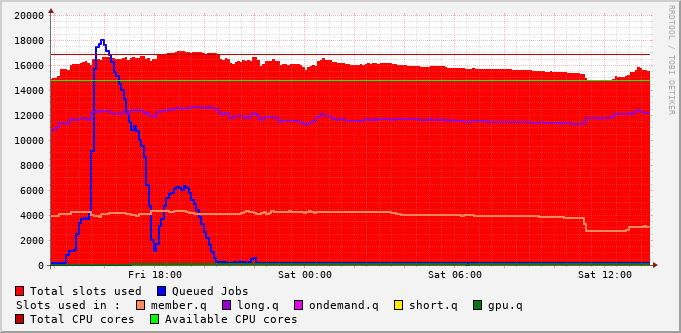 20000
18000
16000
14000
12000
10000
8000
6000
4000
2000
0
Fri 18:00 Sat 00:00 Sat 06:00 Sat 12:00
Total slots used Queued Jobs
Slots used in : member.q long.q ondemand.q short.q gpu.q
Total CPU cores Available CPU cores
RRDTOOL / TOBI OETIKER